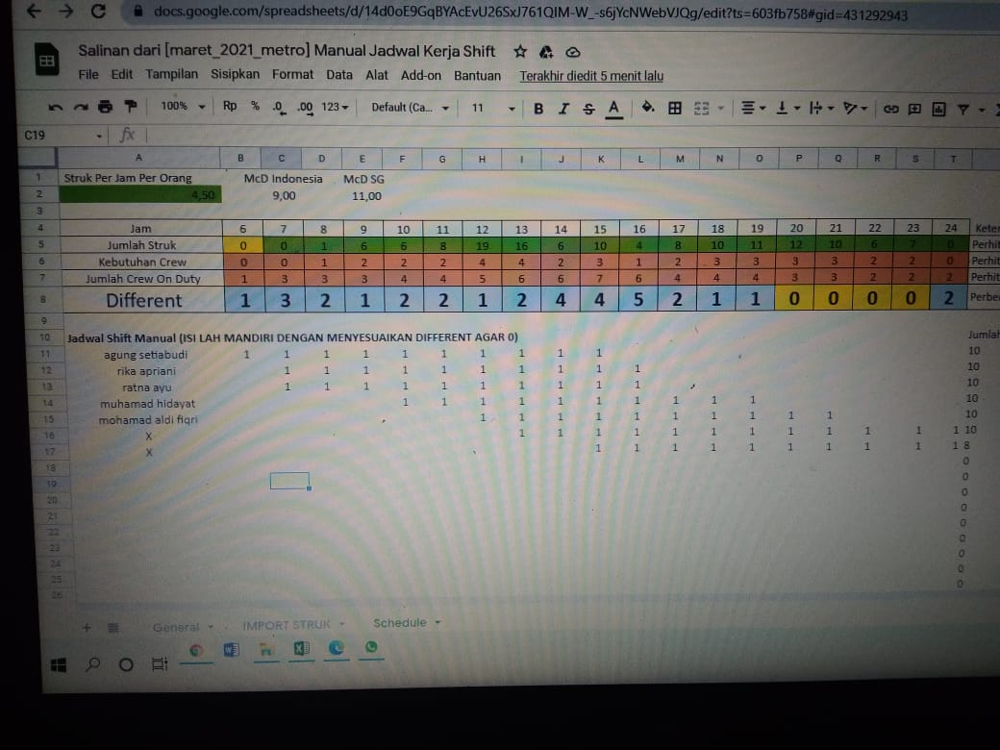 docs.google.com/spreadsheets/d/14d0oE9GqBYAcEvU26SxJ761QIM-W_-s6jYcNWebVJQg/edit?ts=603fb758#gid=431292943
Salinan dari [maret_2021_metro] Manual Jadwal Kerja Shift
File Edit Tampilan Sisipkan Format Data Alat Add-on Bantuan Terakhir diedit 5 menit lalu
100% Rp % .0 .00 123 Default (Ca... 11 B I S A
C19 fx
A B C D E F G H I J K L M N O P Q R S T
1 Struk Per Jam Per Orang McD Indonesia McD SG
2 4,50 9,00 11,00
3
4 Jam 6 7 8 9 10 11 12 13 14 15 16 17 18 19 20 21 22 23 24 Keter
5 Jumlah Struk 0 0 1 6 6 8 19 16 6 10 4 8 10 11 12 10 6 7 0 Perhit
6 Kebutuhan Crew 0 0 1 2 2 2 4 4 2 3 1 2 3 3 3 3 2 2 0 Perhit
7 Jumlah Crew On Duty 1 3 3 3 4 4 5 6 6 7 6 4 4 4 3 3 2 2 2 Perhit
8 Different 1 3 2 1 2 2 1 2 4 4 5 2 1 1 0 0 0 0 2 Perbe
9
10 Jadwal Shift Manual (ISI LAH MANDIRI DENGAN MENYESUAIKAN DIFFERENT AGAR 0) Jumlah
11 agung setiabudi 1 1 1 1 1 1 1 1 1 1 10
12 rika apriani 1 1 1 1 1 1 1 1 1 1 10
13 ratna ayu 1 1 1 1 1 1 1 1 1 1 10
14 muhamad hidayat 1 1 1 1 1 1 1 1 1 1 10
15 mohamad aldi fiqri 1 1 1 1 1 1 1 1 1 1 10
16 X 1 1 1 1 1 1 1 1 1 1 1 1 10
17 X 1 1 1 1 1 1 1 1 1 1 8
18 0
19 0
20 0
21 0
22 0
23 0
24 0
25 0
26 0
General IMPORT STRUK Schedule